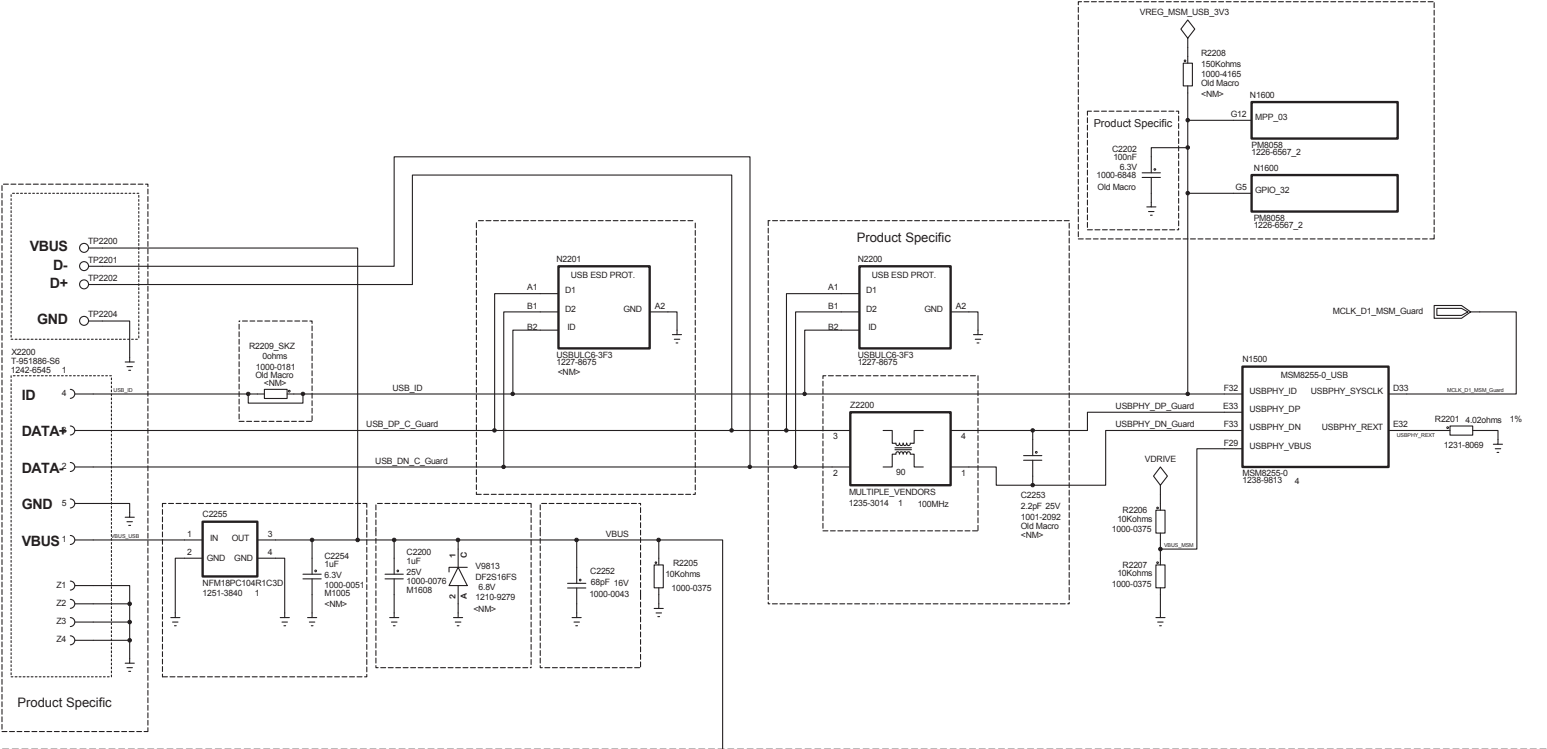 VREG_MSM_USB_3V3
R2208
150Kohms
1000-4165
Old Macro
<NM>
N1600
G12
MPP_03
PM8058
1226-6567_2
Product Specific
C2202
100nF
6.3V
1000-6848
Old Macro
N1600
G5
GPIO_32
PM8058
1226-6567_2
VBUS
TP2200
D-
TP2201
D+
TP2202
GND
TP2204
X2200
T-951886-S6
1242-6545 1
ID
4
USB_ID
DATA+
3
DATA-
2
GND
5
VBUS
1
VBUS_USB
Z1
Z2
Z3
Z4
Product Specific
R2209_SKZ
0ohms
1000-0181
Old Macro
<NM>
USB_ID
USB_DP_C_Guard
USB_DN_C_Guard
N2201
USB ESD PROT.
A1
D1
B1
D2
GND
A2
B2
ID
USBULC6-3F3
1227-8675
<NM>
Product Specific
N2200
USB ESD PROT.
A1
D1
B1
D2
GND
A2
B2
ID
USBULC6-3F3
1227-8675
Z2200
3
4
2
1
90
MULTIPLE_VENDORS
1235-3014 1 100MHz
C2253
2.2pF 25V
1001-2092
Old Macro
<NM>
USBPHY_DP_Guard
USBPHY_DN_Guard
MCLK_D1_MSM_Guard
N1500
MSM8255-0_USB
F32
USBPHY_ID
USBPHY_SYSCLK
D33
MCLK_D1_MSM_Guard
E33
USBPHY_DP
F33
USBPHY_DN
USBPHY_REXT
E32
USBPHY_REXT
F29
USBPHY_VBUS
MSM8255-0
1238-9813 4
R2201 4.02ohms 1%
1231-8069
VDRIVE
R2206
10Kohms
1000-0375
VBUS_MSM
R2207
10Kohms
1000-0375
C2255
1
IN
OUT
3
2
GND
GND
4
NFM18PC104R1C3D
1251-3840 1
C2254
1uF
6.3V
1000-0051
M1005
<NM>
C2200
1uF
25V
1000-0076
M1608
1
C
2
A
V9813
DF2S16FS
6.8V
1210-9279
<NM>
C2252
68pF 16V
1000-0043
VBUS
R2205
10Kohms
1000-0375